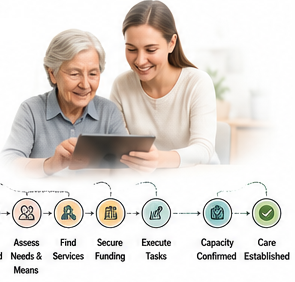 Assess Needs & Means
Find Services
Secure Funding
Execute Tasks
Capacity Confirmed
Care Established